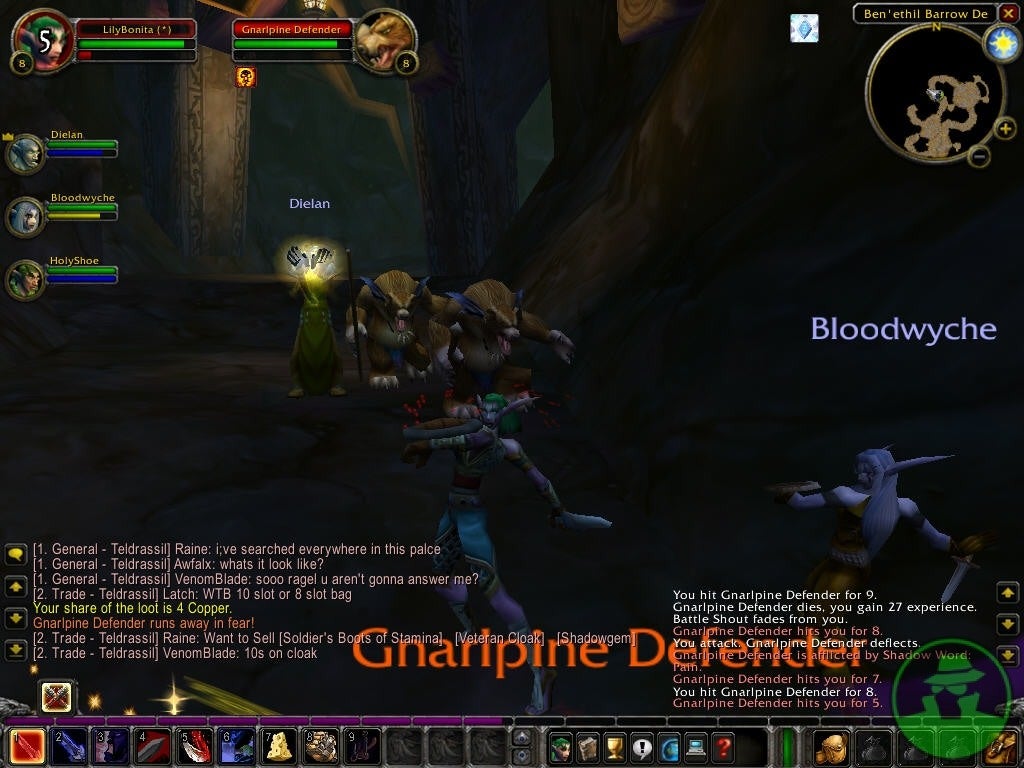 LilyBonita (*)
5
8
Gnarlpine Defender
8
Ben'ethil Barrow De
N
Dielan
Bloodwyche
HolyShoe
Dielan
Bloodwyche
[1. General - Teldrassil] Raine: i;ve searched everywhere in this palce
[1. General - Teldrassil] Awfalx: whats it look like?
[1. General - Teldrassil] VenomBlade: sooo ragel u aren't gonna answer me?
[2. Trade - Teldrassil] Latch: WTB 10 slot or 8 slot bag
Your share of the loot is 4 Copper.
Gnarlpine Defender runs away in fear!
[2. Trade - Teldrassil] Raine: Want to Sell [Soldier's Boots of Stamina] [Veteran Cloak] [Shadowgem]
[2. Trade - Teldrassil] VenomBlade: 10s on cloak
Gnarlpine Defender
You hit Gnarlpine Defender for 9.
Gnarlpine Defender dies, you gain 27 experience.
Battle Shout fades from you.
Gnarlpine Defender hits you for 8.
You attack. Gnarlpine Defender deflects.
Gnarlpine Defender is afflicted by Shadow Word:
Pain.
Gnarlpine Defender hits you for 7.
You hit Gnarlpine Defender for 8.
Gnarlpine Defender hits you for 5.
1 2 3 4 5 6 7 8 9